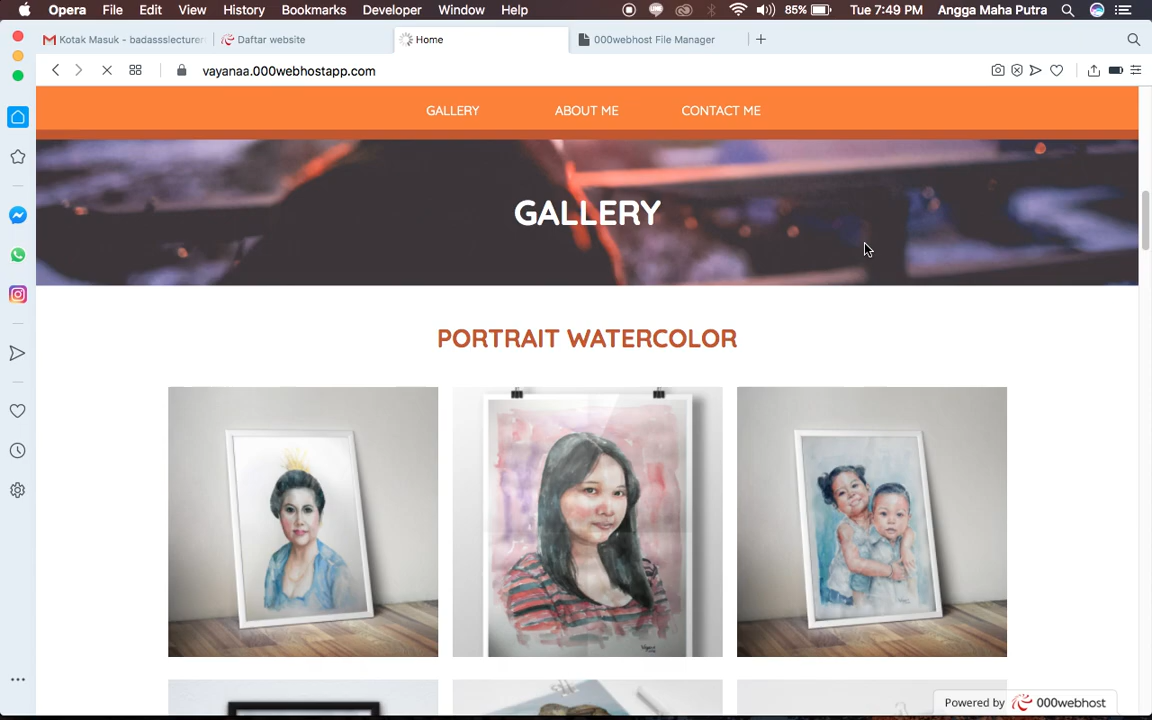 Opera File Edit View History Bookmarks Developer Window Help 85% Tue 7:49 PM Angga Maha Putra
Kotak Masuk - badassslecturer Daftar website Home 000webhost File Manager
vayanaa.000webhostapp.com
GALLERY ABOUT ME CONTACT ME
GALLERY
PORTRAIT WATERCOLOR
Powered by 000webhost